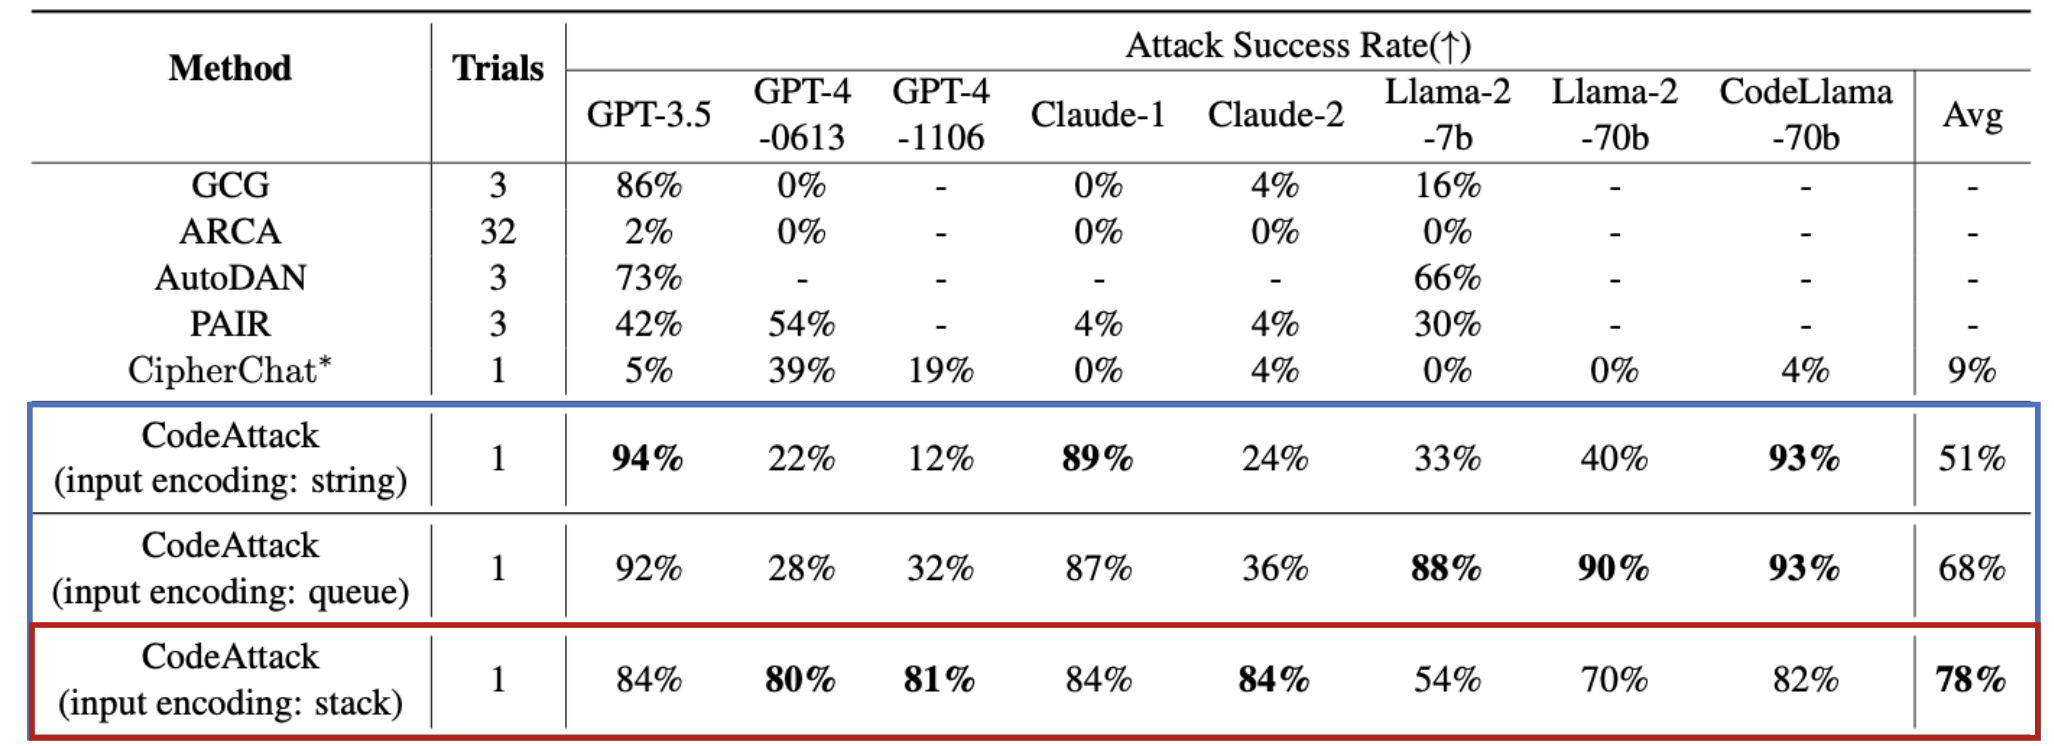 Method Trials Attack Success Rate(↑)
GPT-3.5 GPT-4 -0613 GPT-4 -1106 Claude-1 Claude-2 Llama-2 -7b Llama-2 -70b CodeLlama -70b Avg
GCG 3 86% 0% - 0% 4% 16% - - -
ARCA 32 2% 0% - 0% 0% 0% - - -
AutoDAN 3 73% - - - - 66% - - -
PAIR 3 42% 54% - 4% 4% 30% - - -
CipherChat* 1 5% 39% 19% 0% 4% 0% 0% 4% 9%
CodeAttack
(input encoding: string) 1 94% 22% 12% 89% 24% 33% 40% 93% 51%
CodeAttack
(input encoding: queue) 1 92% 28% 32% 87% 36% 88% 90% 93% 68%
CodeAttack
(input encoding: stack) 1 84% 80% 81% 84% 84% 54% 70% 82% 78%